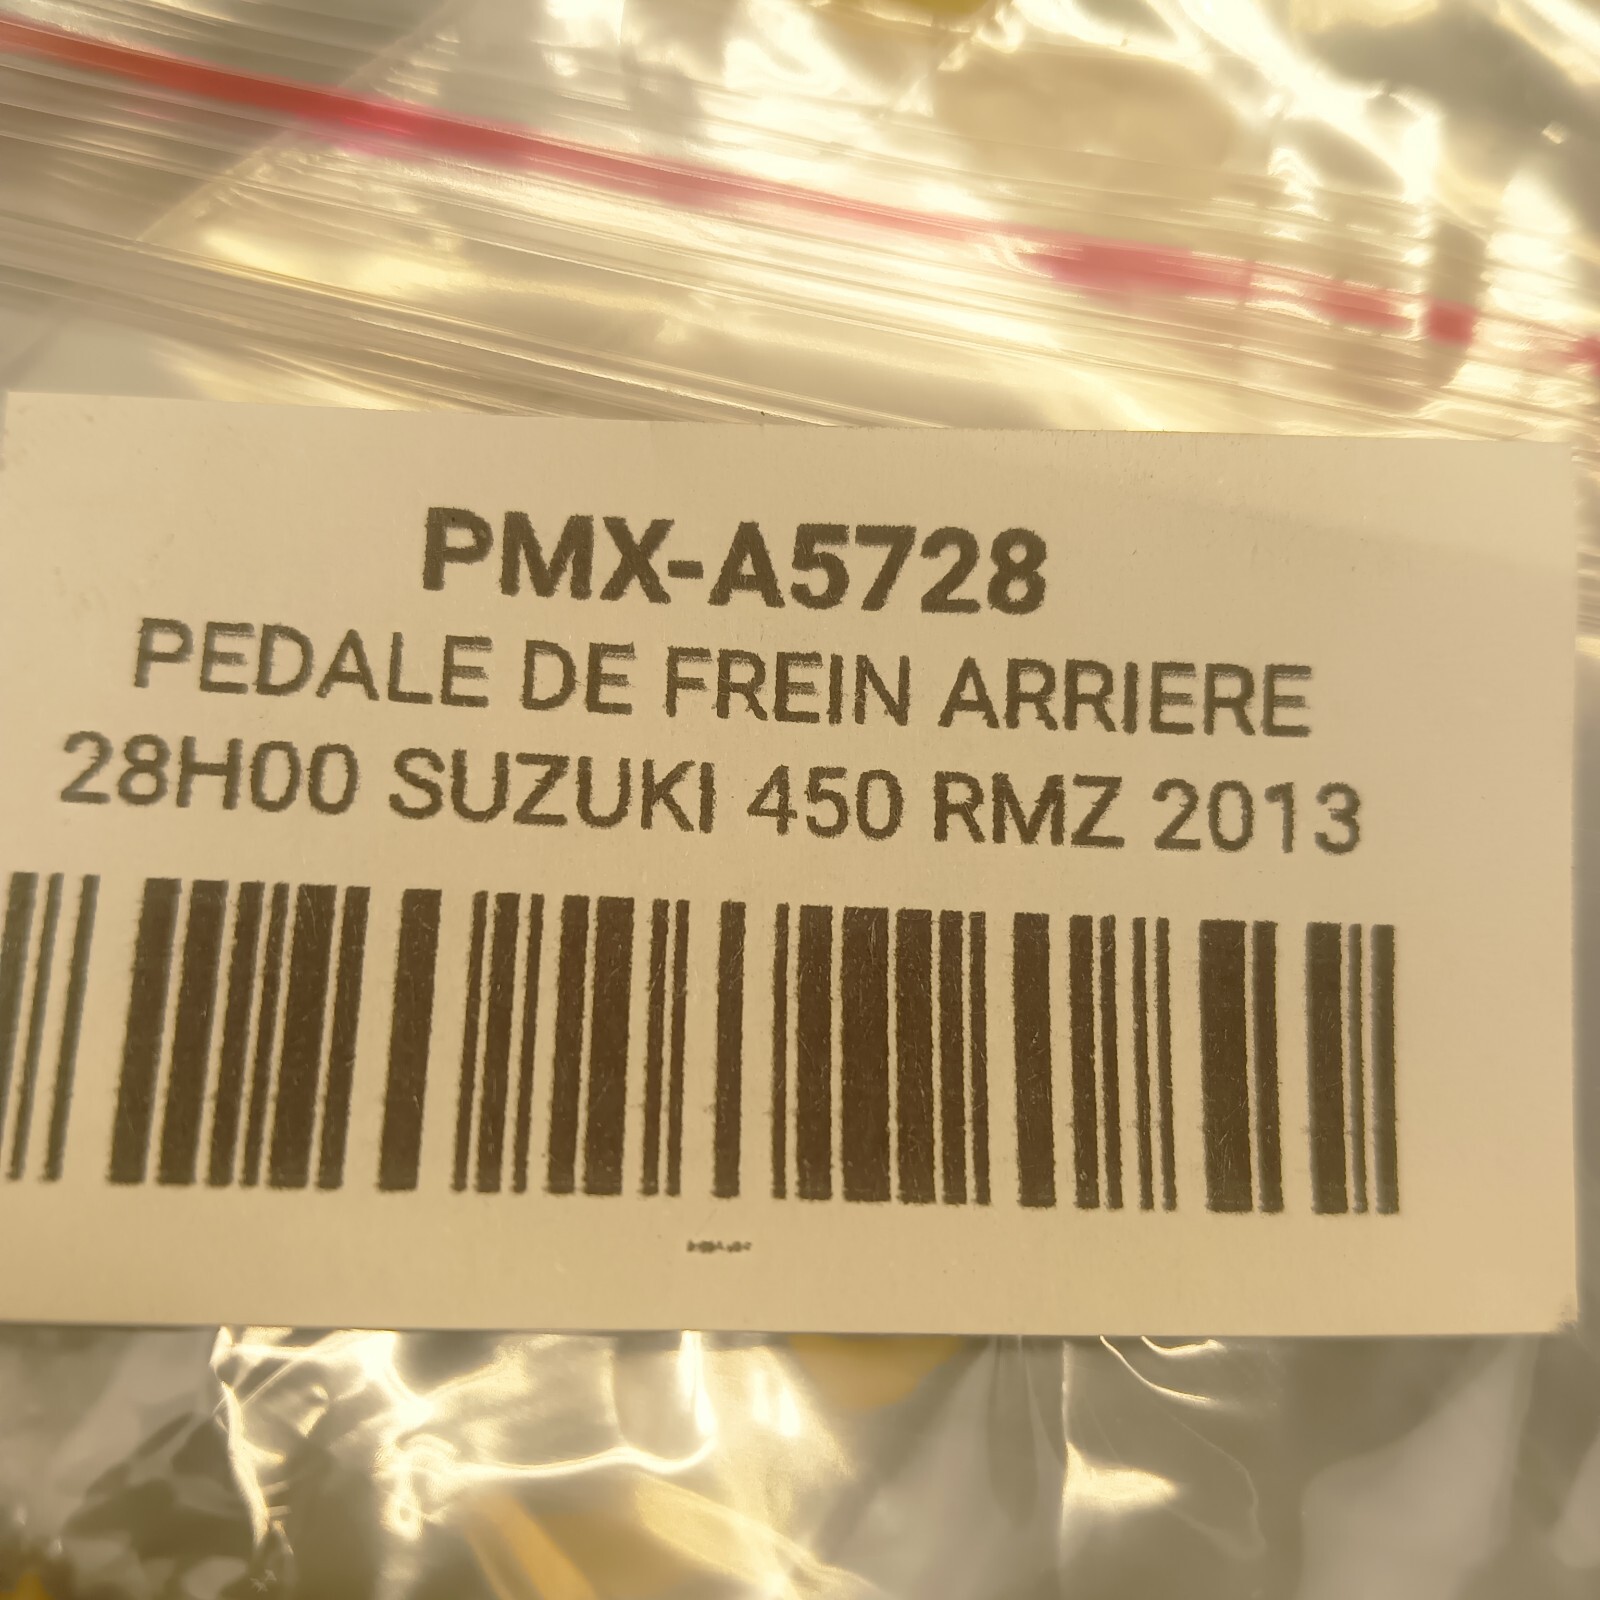 PMX-A5728
PEDALE DE FREIN ARRIERE
28H00 SUZUKI 450 RMZ 2013